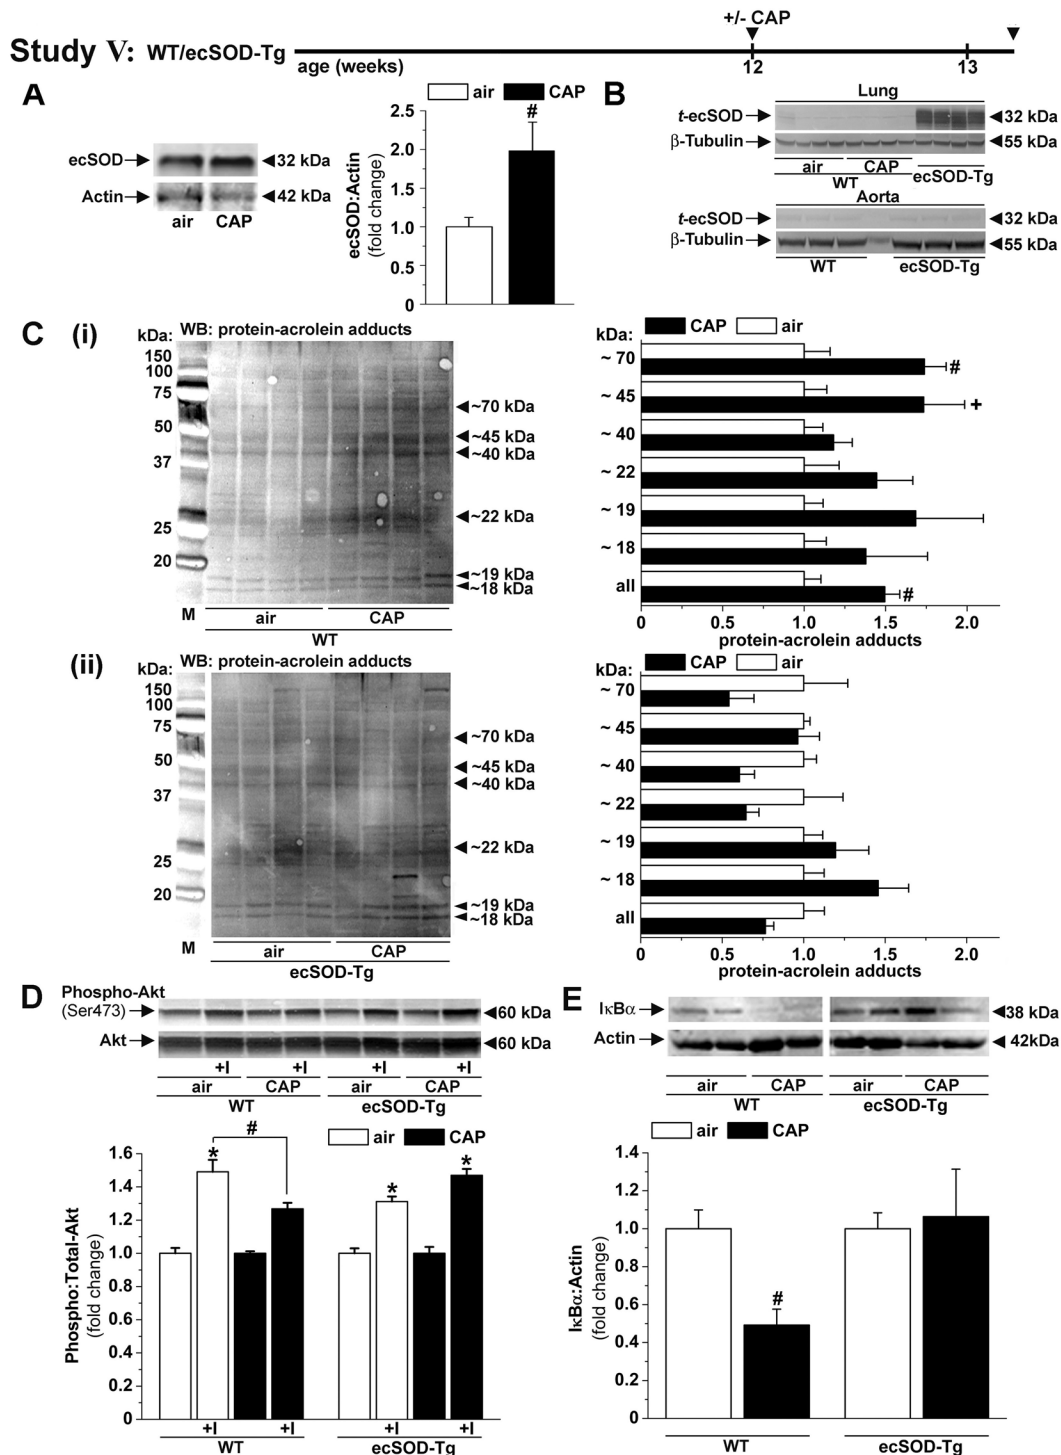 +/- CAP
Study V: WT/ecSOD-Tg
age (weeks)
12
13
A
air CAP
ecSOD
32 kDa
Actin
42 kDa
air CAP
ecSOD:Actin
(fold change)
2.5
2.0
1.5
1.0
0.5
0
#
B
Lung
t-ecSOD
32 kDa
β-Tubulin
55 kDa
air CAP
ecSOD-Tg
WT
Aorta
t-ecSOD
32 kDa
β-Tubulin
55 kDa
WT ecSOD-Tg
C (i)
kDa: WB: protein-acrolein adducts
150
100
75
50
37
25
20
~70 kDa
~45 kDa
~40 kDa
~22 kDa
~19 kDa
~18 kDa
M air CAP
WT
CAP air
kDa:
~ 70
#
~ 45
+
~ 40
~ 22
~ 19
~ 18
all
#
0 0.5 1.0 1.5 2.0
protein-acrolein adducts
(ii)
WB: protein-acrolein adducts
kDa:
150
100
75
50
37
25
20
~70 kDa
~45 kDa
~40 kDa
~22 kDa
~19 kDa
~18 kDa
M air CAP
ecSOD-Tg
CAP air
kDa:
~ 70
~ 45
~ 40
~ 22
~ 19
~ 18
all
0 0.5 1.0 1.5 2.0
protein-acrolein adducts
D
Phospho-Akt
(Ser473)
60 kDa
Akt
60 kDa
+I +I +I +I
air CAP air CAP
WT ecSOD-Tg
air CAP
Phospho:Total-Akt
(fold change)
1.6
1.4
1.2
1.0
0.8
0.6
0.4
0.2
0
#
* * *
+I +I +I +I
WT ecSOD-Tg
E
IκBα
38 kDa
Actin
42kDa
air CAP air CAP
WT ecSOD-Tg
air CAP
IκBα:Actin
(fold change)
1.4
1.2
1.0
0.8
0.6
0.4
0.2
0
#
WT ecSOD-Tg